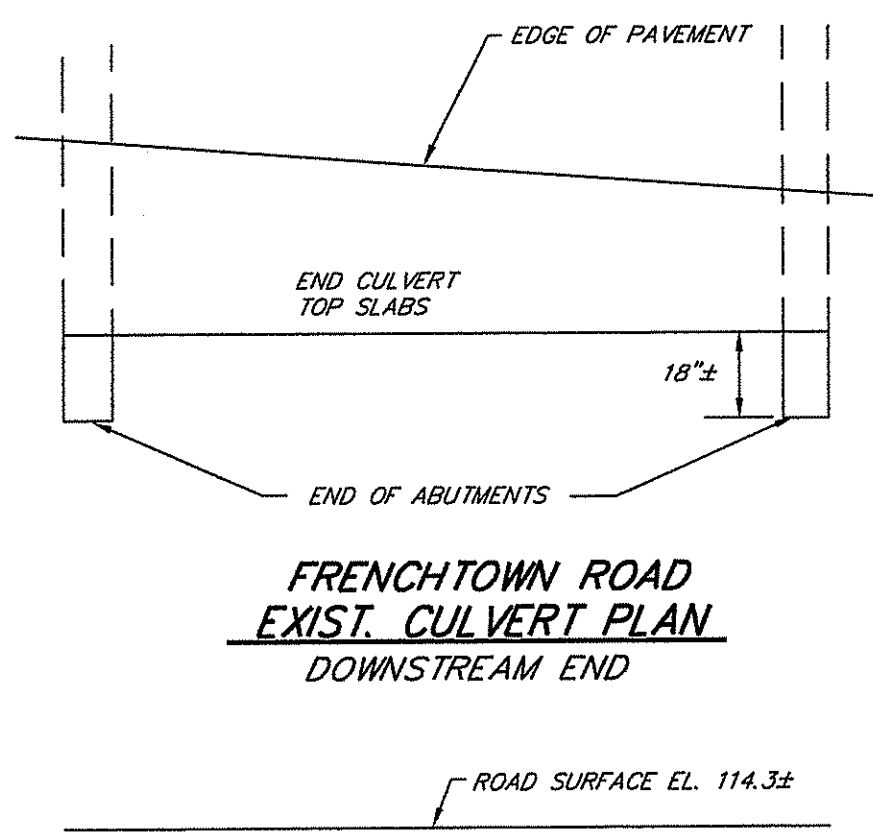 EDGE OF PAVEMENT
END CULVERT
TOP SLABS
18"±
END OF ABUTMENTS
FRENCHTOWN ROAD
EXIST. CULVERT PLAN
DOWNSTREAM END
ROAD SURFACE EL. 114.3±